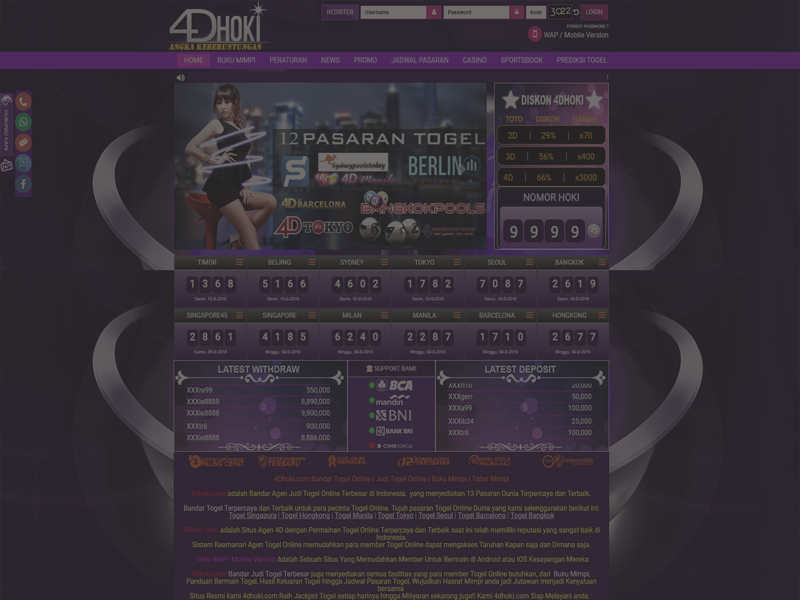 4DHOKI
ANGKA KEBERUNTUNGAN
REGISTER Username Password kode 3022 LOGIN
FORGOT PASSWORD ?
WAP / Mobile Version
HOME BUKU MIMPI PERATURAN NEWS PROMO JADWAL PASARAN CASINO SPORTSBOOK PREDIKSI TOGEL
HUBUNGI KAMI
12 PASARAN TOGEL
Sydneypoolstoday
BERLIN
4D Manila
4D BARCELONA
BANGKOKPOOLS
4D TOKYO
DISKON 4DHOKI
TOTO DISKON HADIAH
2D | 29% | x70
3D | 56% | x400
4D | 66% | x3000
NOMOR HOKI
9 9 9 9
TIMOR BEIJING SYDNEY TOKYO SEOUL BANGKOK
1368 5166 4602 1782 7087 2619
SINGAPORE45 SINGAPORE MILAN MANILA BARCELONA HONGKONG
2861 4185 6240 2287 1710 2677
LATEST WITHDRAW
XXXre99 350,000
XXXie8888 8,890,000
XXXie8888 9,900,000
XXXtril 900,000
XXXie8888 8,886,000
SUPPORT BANK
BCA
mandiri
BNI
BANK BRI
CIMB NIAGA
LATEST DEPOSIT
20,000
XXXgerr 50,000
XXXa99 100,000
XXXlb24 25,000
XXXtril 100,000
4Dhoki.com Bandar Togel Online | Judi Togel Online | Buku Mimpi | Tafsir Mimpi
4Dhoki.com adalah Bandar Agen Judi Togel Online Terbesar di Indonesia, yang menyediakan 13 Pasaran Dunia Terpercaya dan Terbaik.
Bandar Togel Terpercaya dan Terbaik untuk para pecinta Togel Online. Tujuh pasaran Togel Online Dunia yang kami selenggarakan berikut ini:
Togel Singapura | Togel Hongkong | Togel Manila | Togel Tokyo | Togel Seoul | Togel Barcelona | Togel Bangkok
4Dhoki.com adalah Situs Agen 4D dengan Permainan Togel Online Terpercaya dan Terbaik saat ini telah memiliki reputasi yang sangat baik di
Indonesia.
Sistem Keamanan Agen Togel Online memudahkan para member Togel Online dapat mengakses Taruhan Kapan saja dan Dimana saja.
Versi WAP/ Mobile Version Adalah Sebuah Situs Yang Memudahkan Member Untuk Bermain di Android atau IOS Kesayangan Mereka
4Dhoki.com Bandar Judi Togel Terbesar juga menyediakan semua fasilitas yang para member Togel Online butuhkan, dari Buku Mimpi,
Panduan Bermain Togel, Hasil Keluaran Togel hingga Jadwal Pasaran Togel, Wujudkan Hasrat Mimpi anda jadi Jutawan menjadi Kenyataan
bersama
Situs Resmi kami 4Dhoki.com Raih Jackpot Togel setiap harinya hingga Miliyaran sekarang juga!! Kami 4Dhoki.com Siap Melayani anda.